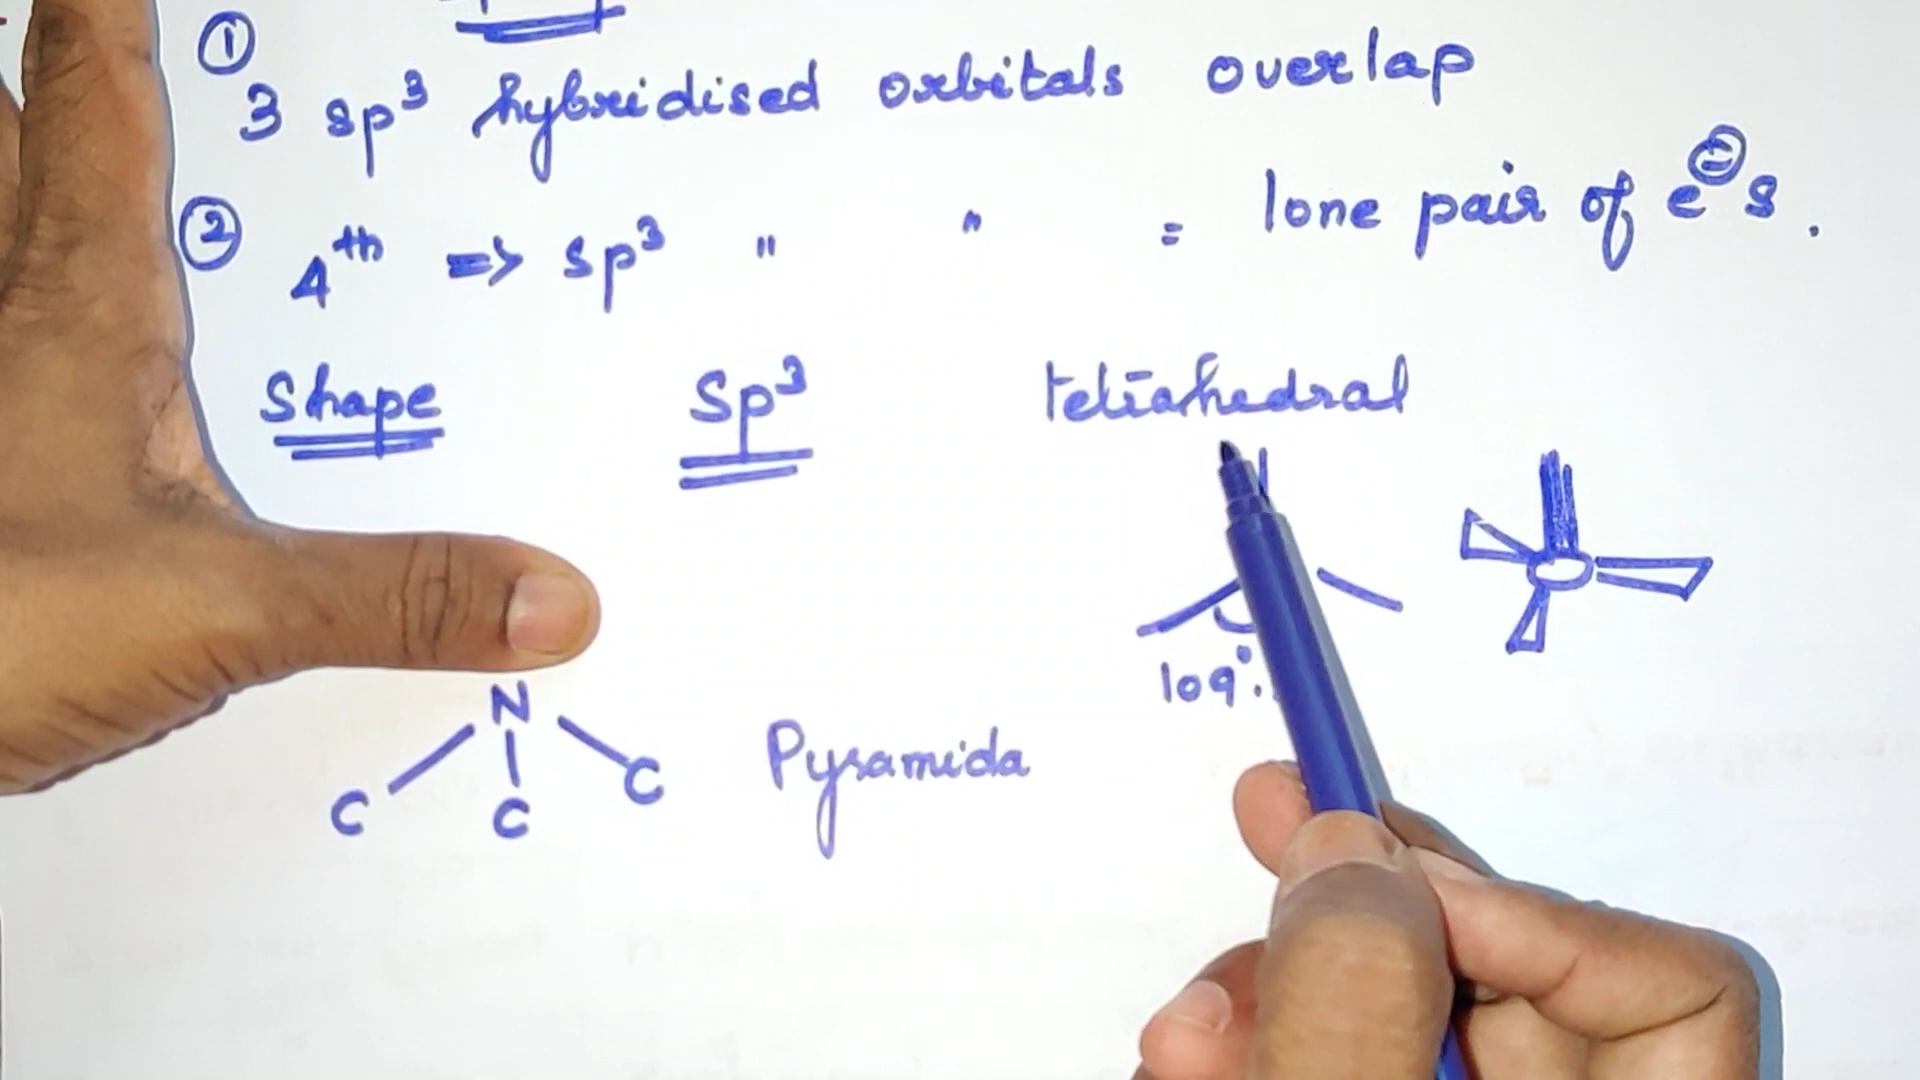 ①
3 sp³ hybridised orbitals overlap
② 4th => sp³ " " = lone pair of e⊖s.
Shape Sp³ tetrahedral
109°.
N
C C C
Pyramida